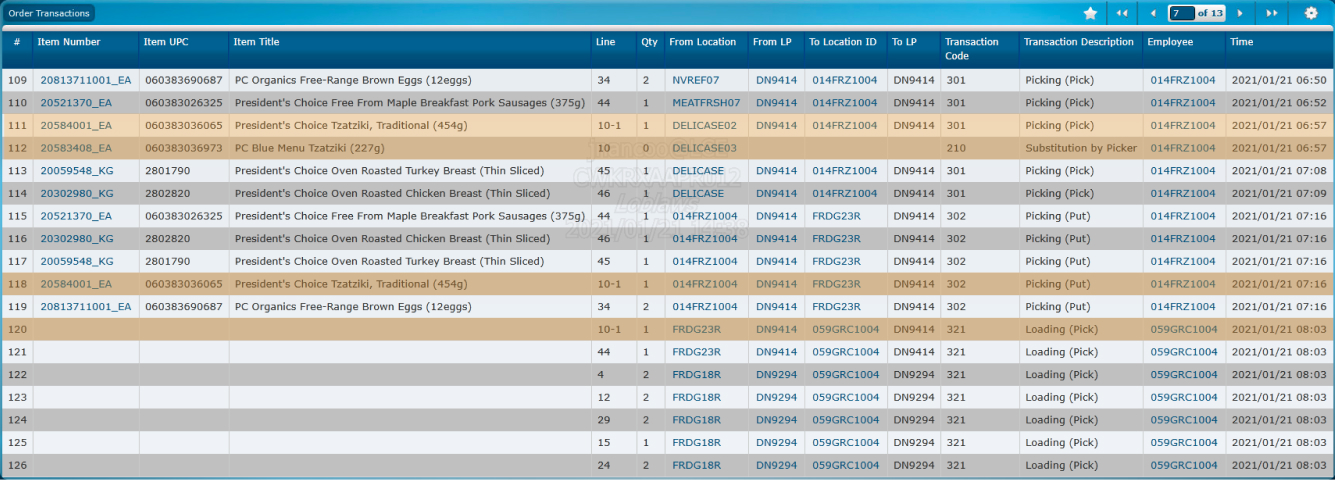 Order Transactions
7 of 13
# Item Number Item UPC Item Title Line Qty From Location From LP To Location ID To LP Transaction Code Transaction Description Employee Time
109 20813711001_EA 060383690687 PC Organics Free-Range Brown Eggs (12eggs) 34 2 NVREF07 DN9414 014FRZ1004 DN9414 301 Picking (Pick) 014FRZ1004 2021/01/21 06:50
110 20521370_EA 060383026325 President's Choice Free From Maple Breakfast Pork Sausages (375g) 44 1 MEATFRSH07 DN9414 014FRZ1004 DN9414 301 Picking (Pick) 014FRZ1004 2021/01/21 06:52
111 20584001_EA 060383036065 President's Choice Tzatziki, Traditional (454g) 10-1 1 DELICASE02 DN9414 014FRZ1004 DN9414 301 Picking (Pick) 014FRZ1004 2021/01/21 06:57
112 20583408_EA 060383036973 PC Blue Menu Tzatziki (227g) 10 0 DELICASE03 210 Substitution by Picker 014FRZ1004 2021/01/21 06:57
113 20059548_KG 2801790 President's Choice Oven Roasted Turkey Breast (Thin Sliced) 45 1 DELICASE DN9414 014FRZ1004 DN9414 301 Picking (Pick) 014FRZ1004 2021/01/21 07:08
114 20302980_KG 2802820 President's Choice Oven Roasted Chicken Breast (Thin Sliced) 46 1 DELICASE DN9414 014FRZ1004 DN9414 301 Picking (Pick) 014FRZ1004 2021/01/21 07:09
115 20521370_EA 060383026325 President's Choice Free From Maple Breakfast Pork Sausages (375g) 44 1 014FRZ1004 DN9414 FRDG23R DN9414 302 Picking (Put) 014FRZ1004 2021/01/21 07:16
116 20302980_KG 2802820 President's Choice Oven Roasted Chicken Breast (Thin Sliced) 46 1 014FRZ1004 DN9414 FRDG23R DN9414 302 Picking (Put) 014FRZ1004 2021/01/21 07:16
117 20059548_KG 2801790 President's Choice Oven Roasted Turkey Breast (Thin Sliced) 45 1 014FRZ1004 DN9414 FRDG23R DN9414 302 Picking (Put) 014FRZ1004 2021/01/21 07:16
118 20584001_EA 060383036065 President's Choice Tzatziki, Traditional (454g) 10-1 1 014FRZ1004 DN9414 FRDG23R DN9414 302 Picking (Put) 014FRZ1004 2021/01/21 07:16
119 20813711001_EA 060383690687 PC Organics Free-Range Brown Eggs (12eggs) 34 2 014FRZ1004 DN9414 FRDG23R DN9414 302 Picking (Put) 014FRZ1004 2021/01/21 07:16
120 10-1 1 FRDG23R DN9414 059GRC1004 DN9414 321 Loading (Pick) 059GRC1004 2021/01/21 08:03
121 44 1 FRDG23R DN9414 059GRC1004 DN9414 321 Loading (Pick) 059GRC1004 2021/01/21 08:03
122 4 2 FRDG18R DN9294 059GRC1004 DN9294 321 Loading (Pick) 059GRC1004 2021/01/21 08:03
123 12 2 FRDG18R DN9294 059GRC1004 DN9294 321 Loading (Pick) 059GRC1004 2021/01/21 08:03
124 29 2 FRDG18R DN9294 059GRC1004 DN9294 321 Loading (Pick) 059GRC1004 2021/01/21 08:03
125 15 1 FRDG18R DN9294 059GRC1004 DN9294 321 Loading (Pick) 059GRC1004 2021/01/21 08:03
126 24 2 FRDG18R DN9294 059GRC1004 DN9294 321 Loading (Pick) 059GRC1004 2021/01/21 08:03